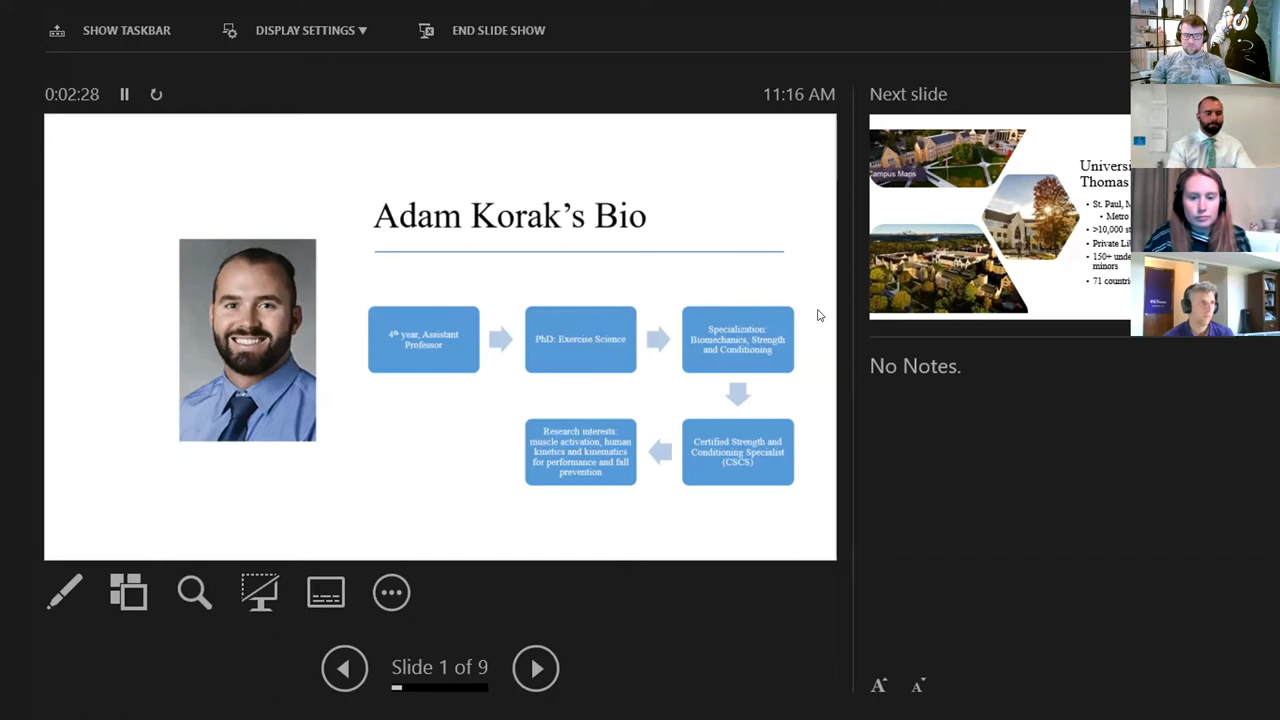 SHOW TASKBAR
DISPLAY SETTINGS ▾
END SLIDE SHOW
0:02:28
11:16 AM
Adam Korak's Bio
4th year, Assistant
Professor
PhD: Exercise Science
Specialization:
Biomechanics, Strength
and Conditioning
Research interests:
muscle activation, human
kinetics and kinematics
for performance and fall
prevention
Certified Strength and
Conditioning Specialist
(CSCS)
Slide 1 of 9
Next slide
Campus Maps
Univers
Thomas
• St. Paul, M
• Metro
• >10,000 s
• Private Li
• 150+ unde
minors
• 71 countri
No Notes.
A A